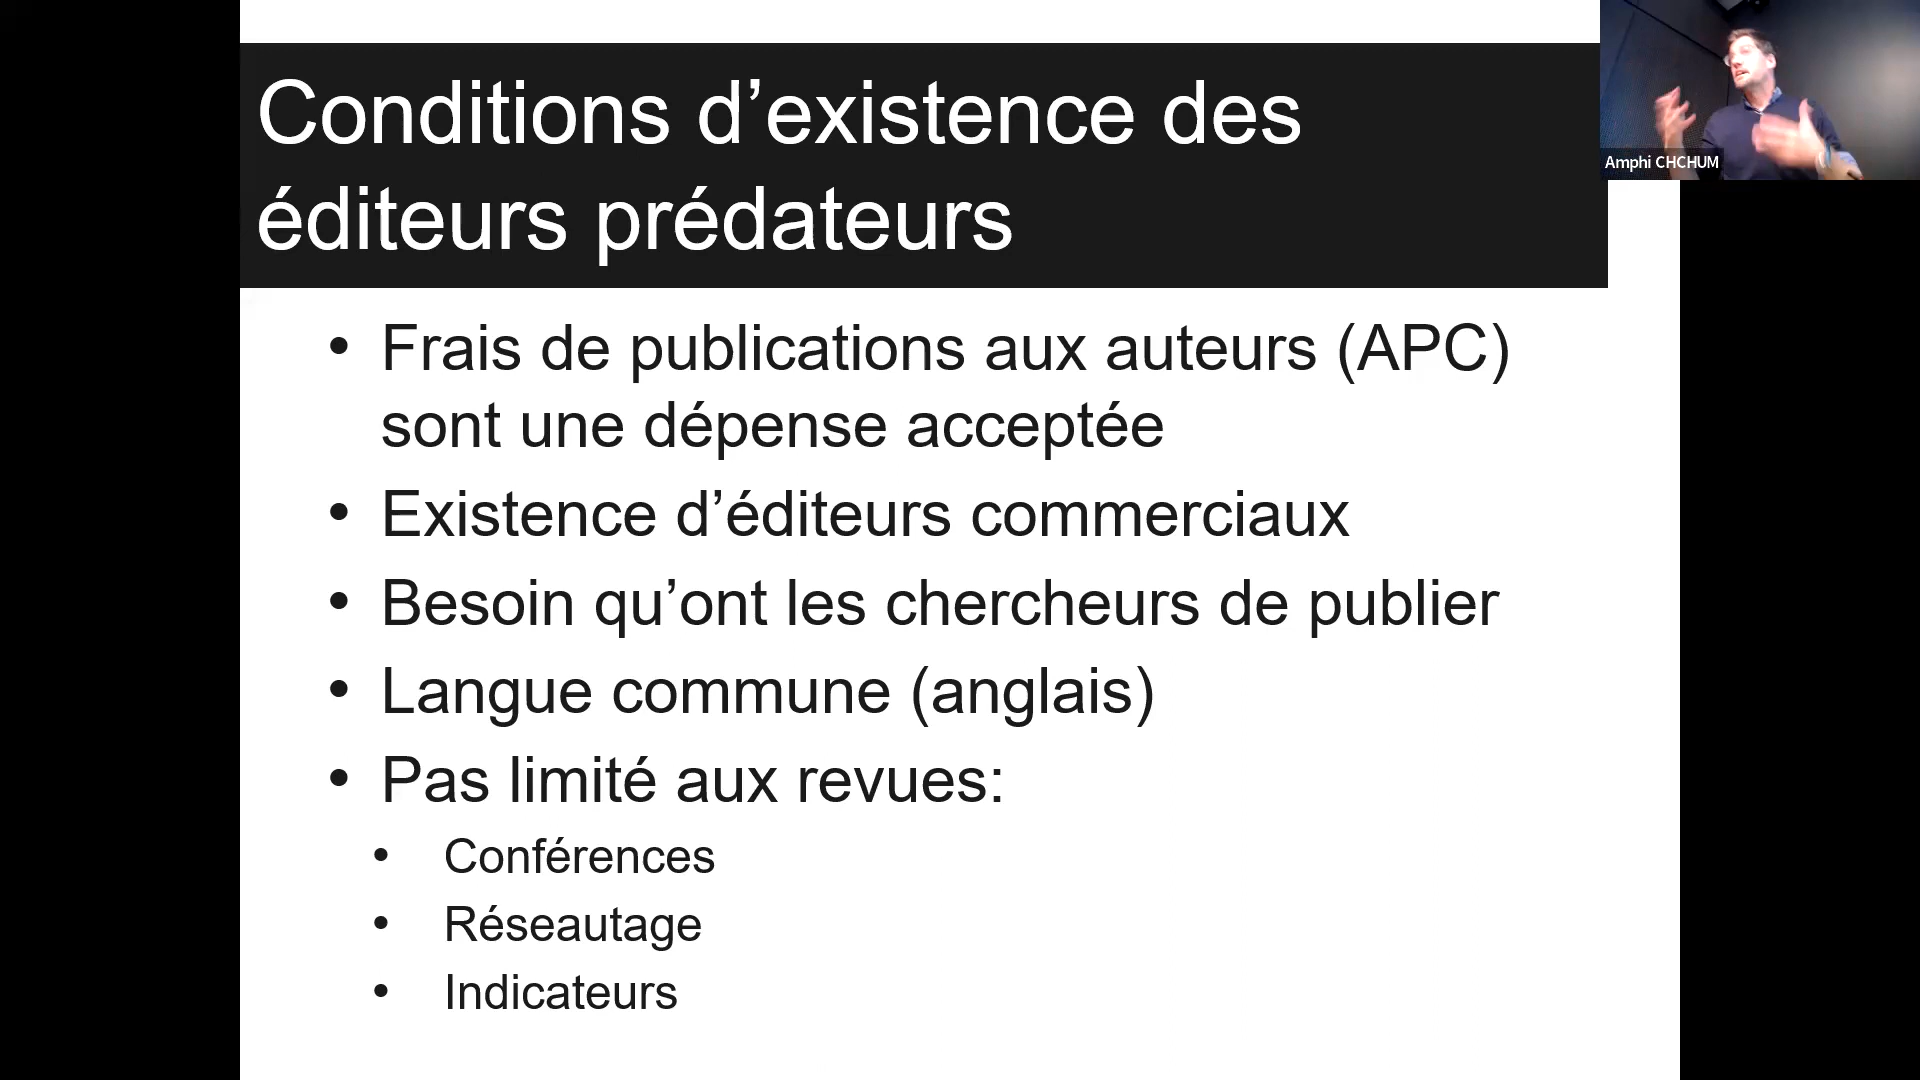 Conditions d’existence des
éditeurs prédateurs
Amphi CHCHUM
• Frais de publications aux auteurs (APC)
sont une dépense acceptée
• Existence d’éditeurs commerciaux
• Besoin qu’ont les chercheurs de publier
• Langue commune (anglais)
• Pas limité aux revues:
• Conférences
• Réseautage
• Indicateurs